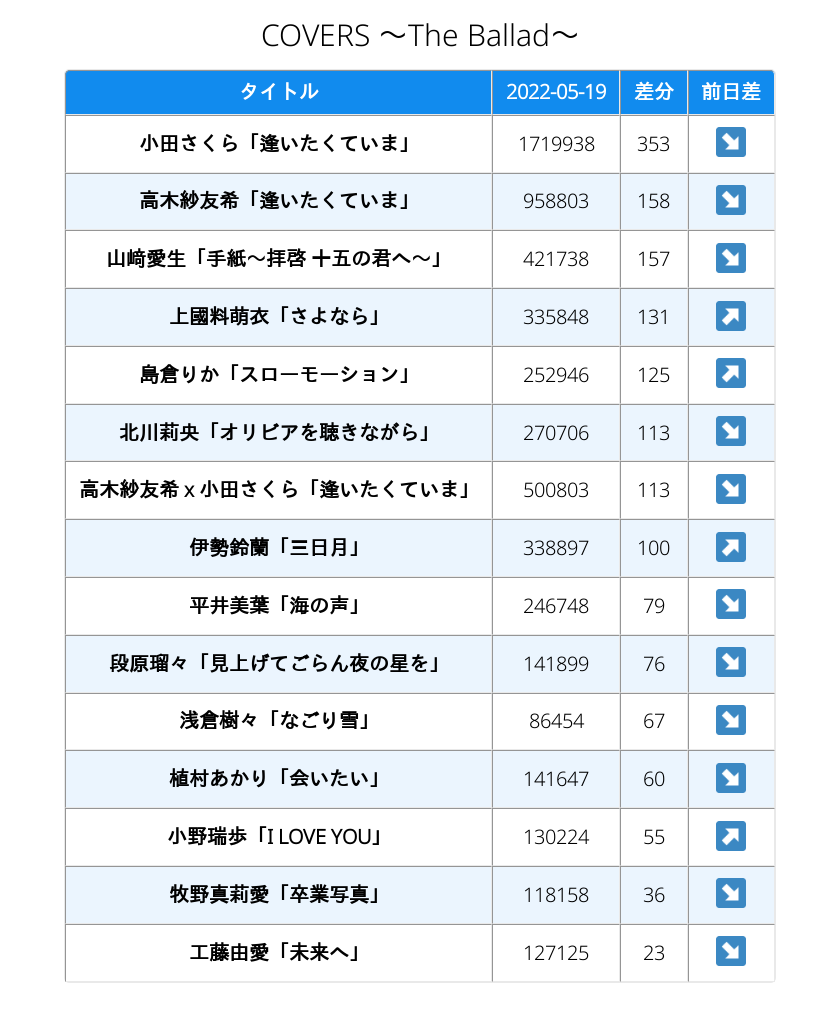 COVERS ～The Ballad～
タイトル 2022-05-19 差分 前日差
小田さくら「逢いたくていま」 1719938 353 ↘
高木紗友希「逢いたくていま」 958803 158 ↘
山﨑愛生「手紙～拝啓 十五の君へ～」 421738 157 ↘
上國料萌衣「さよなら」 335848 131 ↗
島倉りか「スローモーション」 252946 125 ↗
北川莉央「オリビアを聴きながら」 270706 113 ↘
高木紗友希 x 小田さくら「逢いたくていま」 500803 113 ↘
伊勢鈴蘭「三日月」 338897 100 ↗
平井美葉「海の声」 246748 79 ↘
段原瑠々「見上げてごらん夜の星を」 141899 76 ↘
浅倉樹々「なごり雪」 86454 67 ↘
植村あかり「会いたい」 141647 60 ↘
小野瑞歩「I LOVE YOU」 130224 55 ↗
牧野真莉愛「卒業写真」 118158 36 ↘
工藤由愛「未来へ」 127125 23 ↘